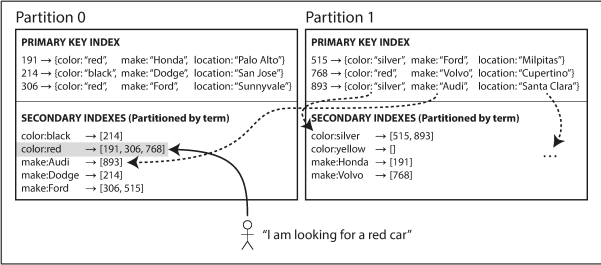 Partition 0
PRIMARY KEY INDEX
191 → {color: “red”, make: “Honda”, location: “Palo Alto”}
214 → {color: “black”, make: “Dodge”, location: “San Jose”}
306 → {color: “red”, make: “Ford”, location: “Sunnyvale”}
SECONDARY INDEXES (Partitioned by term)
color:black → [214]
color:red → [191, 306, 768]
make:Audi → [893]
make:Dodge → [214]
make:Ford → [306, 515]
Partition 1
PRIMARY KEY INDEX
515 → {color: “silver”, make: “Ford”, location: “Milpitas”}
768 → {color: “red”, make: “Volvo”, location: “Cupertino”}
893 → {color: “silver”, make: “Audi”, location: “Santa Clara”}
SECONDARY INDEXES (Partitioned by term)
color:silver → [515, 893]
color:yellow → []
make:Honda → [191]
make:Volvo → [768]
...
“I am looking for a red car”